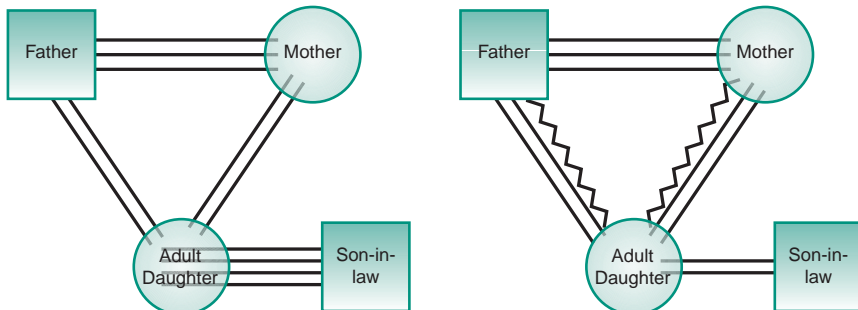 Father
Mother
Adult
Daughter
Son-in-
law
Father
Mother
Adult
Daughter
Son-in-
law